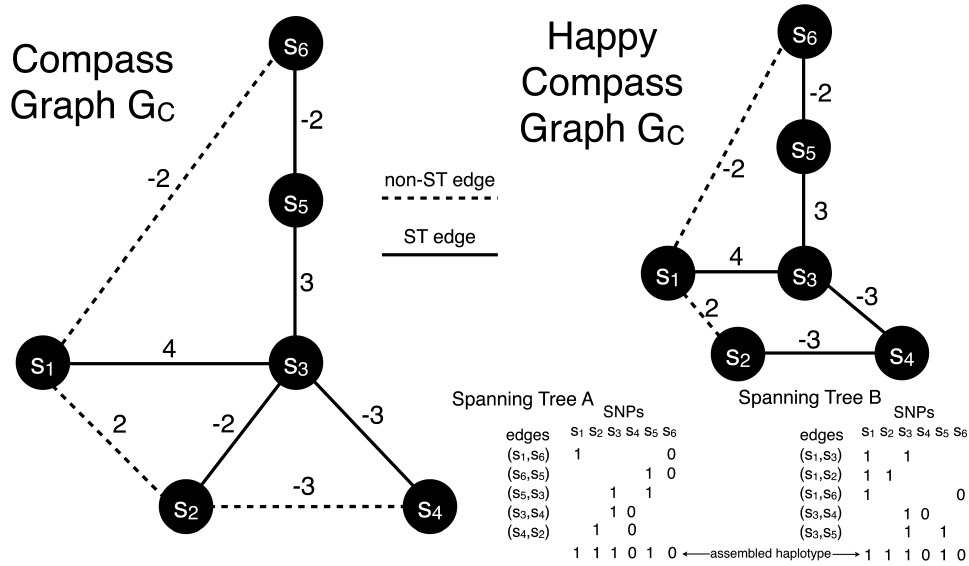 Compass
Graph GC
s6
-2
-2
s5
3
s1
4
s3
2
-2
-3
s2
-3
s4
non-ST edge
ST edge
Happy
Compass
Graph GC
s6
-2
-2
s5
3
s1
4
s3
2
-3
s2
-3
s4
Spanning Tree A
SNPs
edges s1 s2 s3 s4 s5 s6
(s1,s6) 1 0
(s6,s5) 1 0
(s5,s3) 1 1
(s3,s4) 1 0
(s4,s2) 1 0
1 1 1 0 1 0
assembled haplotype
Spanning Tree B
SNPs
edges s1 s2 s3 s4 s5 s6
(s1,s3) 1 1
(s1,s2) 1 1
(s1,s6) 1 0
(s3,s4) 1 0
(s3,s5) 1 1
1 1 1 0 1 0